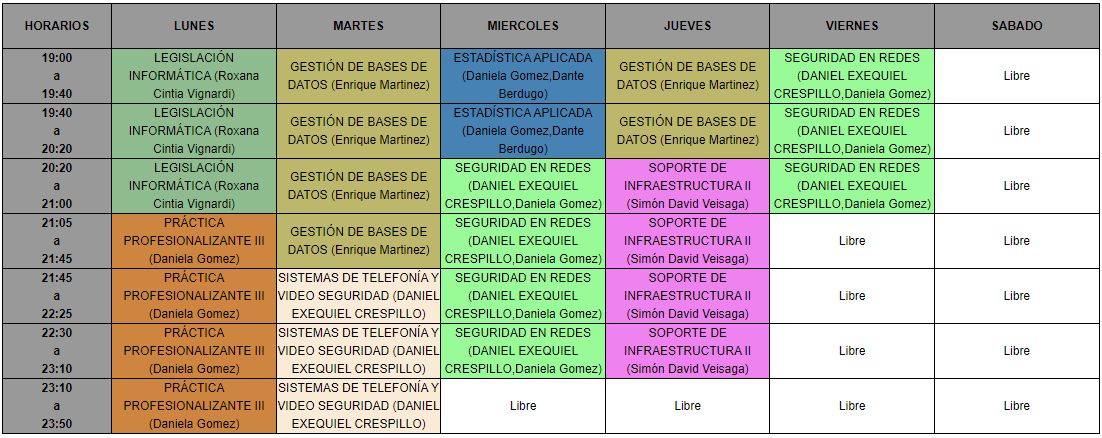 HORARIOS LUNES MARTES MIERCOLES JUEVES VIERNES SABADO
19:00
a
19:40
LEGISLACIÓN
INFORMÁTICA (Roxana
Cintia Vignardi)
GESTIÓN DE BASES DE
DATOS (Enrique Martinez)
ESTADÍSTICA APLICADA
(Daniela Gomez,Dante
Berdugo)
GESTIÓN DE BASES DE
DATOS (Enrique Martinez)
SEGURIDAD EN REDES
(DANIEL EXEQUIEL
CRESPILLO,Daniela Gomez)
Libre
19:40
a
20:20
LEGISLACIÓN
INFORMÁTICA (Roxana
Cintia Vignardi)
GESTIÓN DE BASES DE
DATOS (Enrique Martinez)
ESTADÍSTICA APLICADA
(Daniela Gomez,Dante
Berdugo)
GESTIÓN DE BASES DE
DATOS (Enrique Martinez)
SEGURIDAD EN REDES
(DANIEL EXEQUIEL
CRESPILLO,Daniela Gomez)
Libre
20:20
a
21:00
LEGISLACIÓN
INFORMÁTICA (Roxana
Cintia Vignardi)
GESTIÓN DE BASES DE
DATOS (Enrique Martinez)
SEGURIDAD EN REDES
(DANIEL EXEQUIEL
CRESPILLO,Daniela Gomez)
SOPORTE DE
INFRAESTRUCTURA II
(Simón David Veisaga)
SEGURIDAD EN REDES
(DANIEL EXEQUIEL
CRESPILLO,Daniela Gomez)
Libre
21:05
a
21:45
PRÁCTICA
PROFESIONALIZANTE III
(Daniela Gomez)
GESTIÓN DE BASES DE
DATOS (Enrique Martinez)
SEGURIDAD EN REDES
(DANIEL EXEQUIEL
CRESPILLO,Daniela Gomez)
SOPORTE DE
INFRAESTRUCTURA II
(Simón David Veisaga)
Libre
Libre
21:45
a
22:25
PRÁCTICA
PROFESIONALIZANTE III
(Daniela Gomez)
SISTEMAS DE TELEFONÍA Y
VIDEO SEGURIDAD (DANIEL
EXEQUIEL CRESPILLO)
SEGURIDAD EN REDES
(DANIEL EXEQUIEL
CRESPILLO,Daniela Gomez)
SOPORTE DE
INFRAESTRUCTURA II
(Simón David Veisaga)
Libre
Libre
22:30
a
23:10
PRÁCTICA
PROFESIONALIZANTE III
(Daniela Gomez)
SISTEMAS DE TELEFONÍA Y
VIDEO SEGURIDAD (DANIEL
EXEQUIEL CRESPILLO)
SEGURIDAD EN REDES
(DANIEL EXEQUIEL
CRESPILLO,Daniela Gomez)
SOPORTE DE
INFRAESTRUCTURA II
(Simón David Veisaga)
Libre
Libre
23:10
a
23:50
PRÁCTICA
PROFESIONALIZANTE III
(Daniela Gomez)
SISTEMAS DE TELEFONÍA Y
VIDEO SEGURIDAD (DANIEL
EXEQUIEL CRESPILLO)
Libre
Libre
Libre
Libre